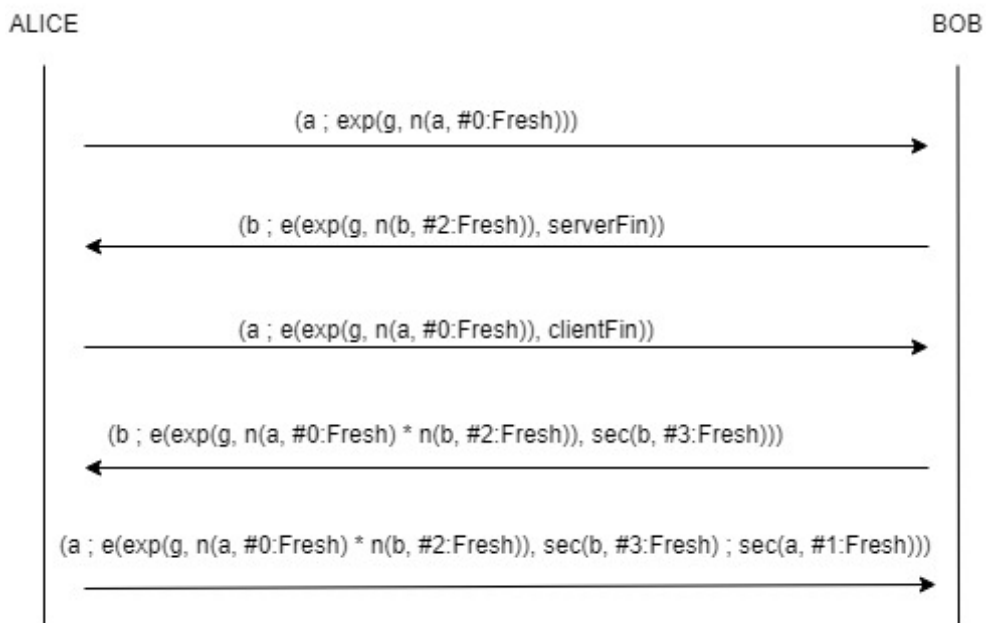 ALICE
BOB
(a ; exp(g, n(a, #0:Fresh)))
(b ; e(exp(g, n(b, #2:Fresh)), serverFin))
(a ; e(exp(g, n(a, #0:Fresh)), clientFin))
(b ; e(exp(g, n(a, #0:Fresh) * n(b, #2:Fresh)), sec(b, #3:Fresh)))
(a ; e(exp(g, n(a, #0:Fresh) * n(b, #2:Fresh)), sec(b, #3:Fresh) ; sec(a, #1:Fresh)))